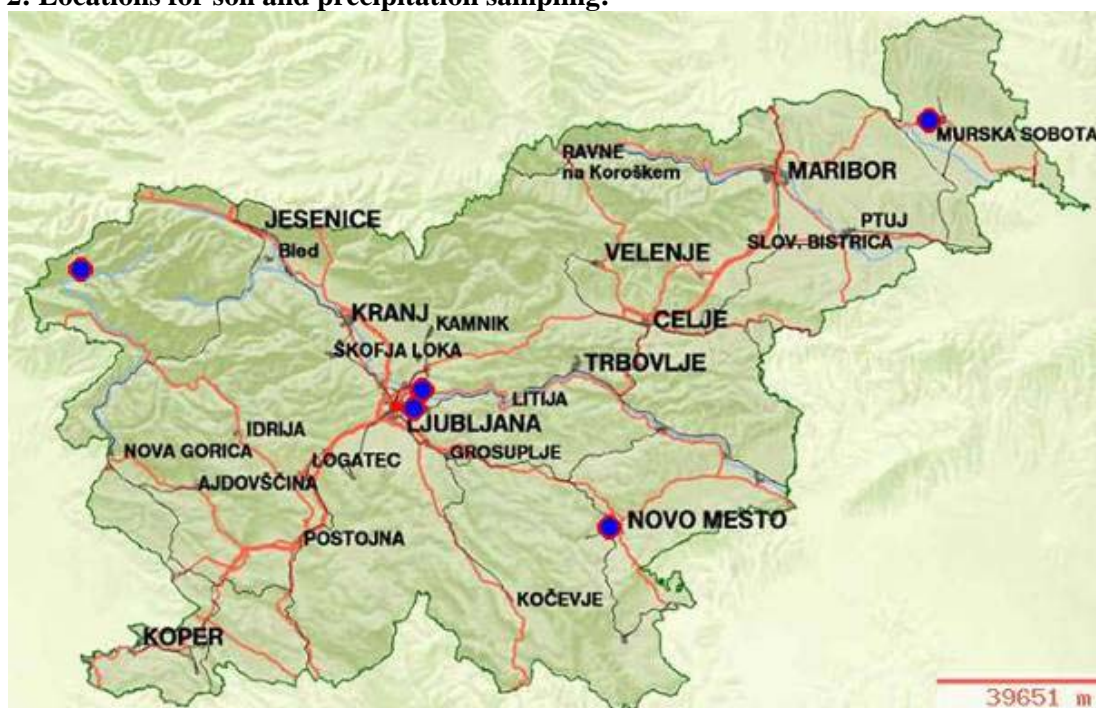 2: Locations for soil and precipitation sampling.
MURSKA SOBOTA
RAVNE
na Koroškem
MARIBOR
JESENICE
PTUJ
Bled
VELENJE
SLOV. BISTRICA
KRANJ
KAMNIK
CELJE
ŠKOFJA LOKA
TRBOVLJE
LITIJA
LJUBLJANA
IDRIJA
NOVA GORICA
LOGATEC
GROSUPLJE
AJDOVŠČINA
NOVO MESTO
POSTOJNA
KOČEVJE
KOPER
39651 m